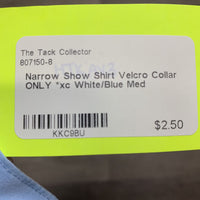 The Tack Collector
807150-8
Narrow Show Shirt Velcro Collar
ONLY *xc White/Blue Med
KKC9BU
$2.50